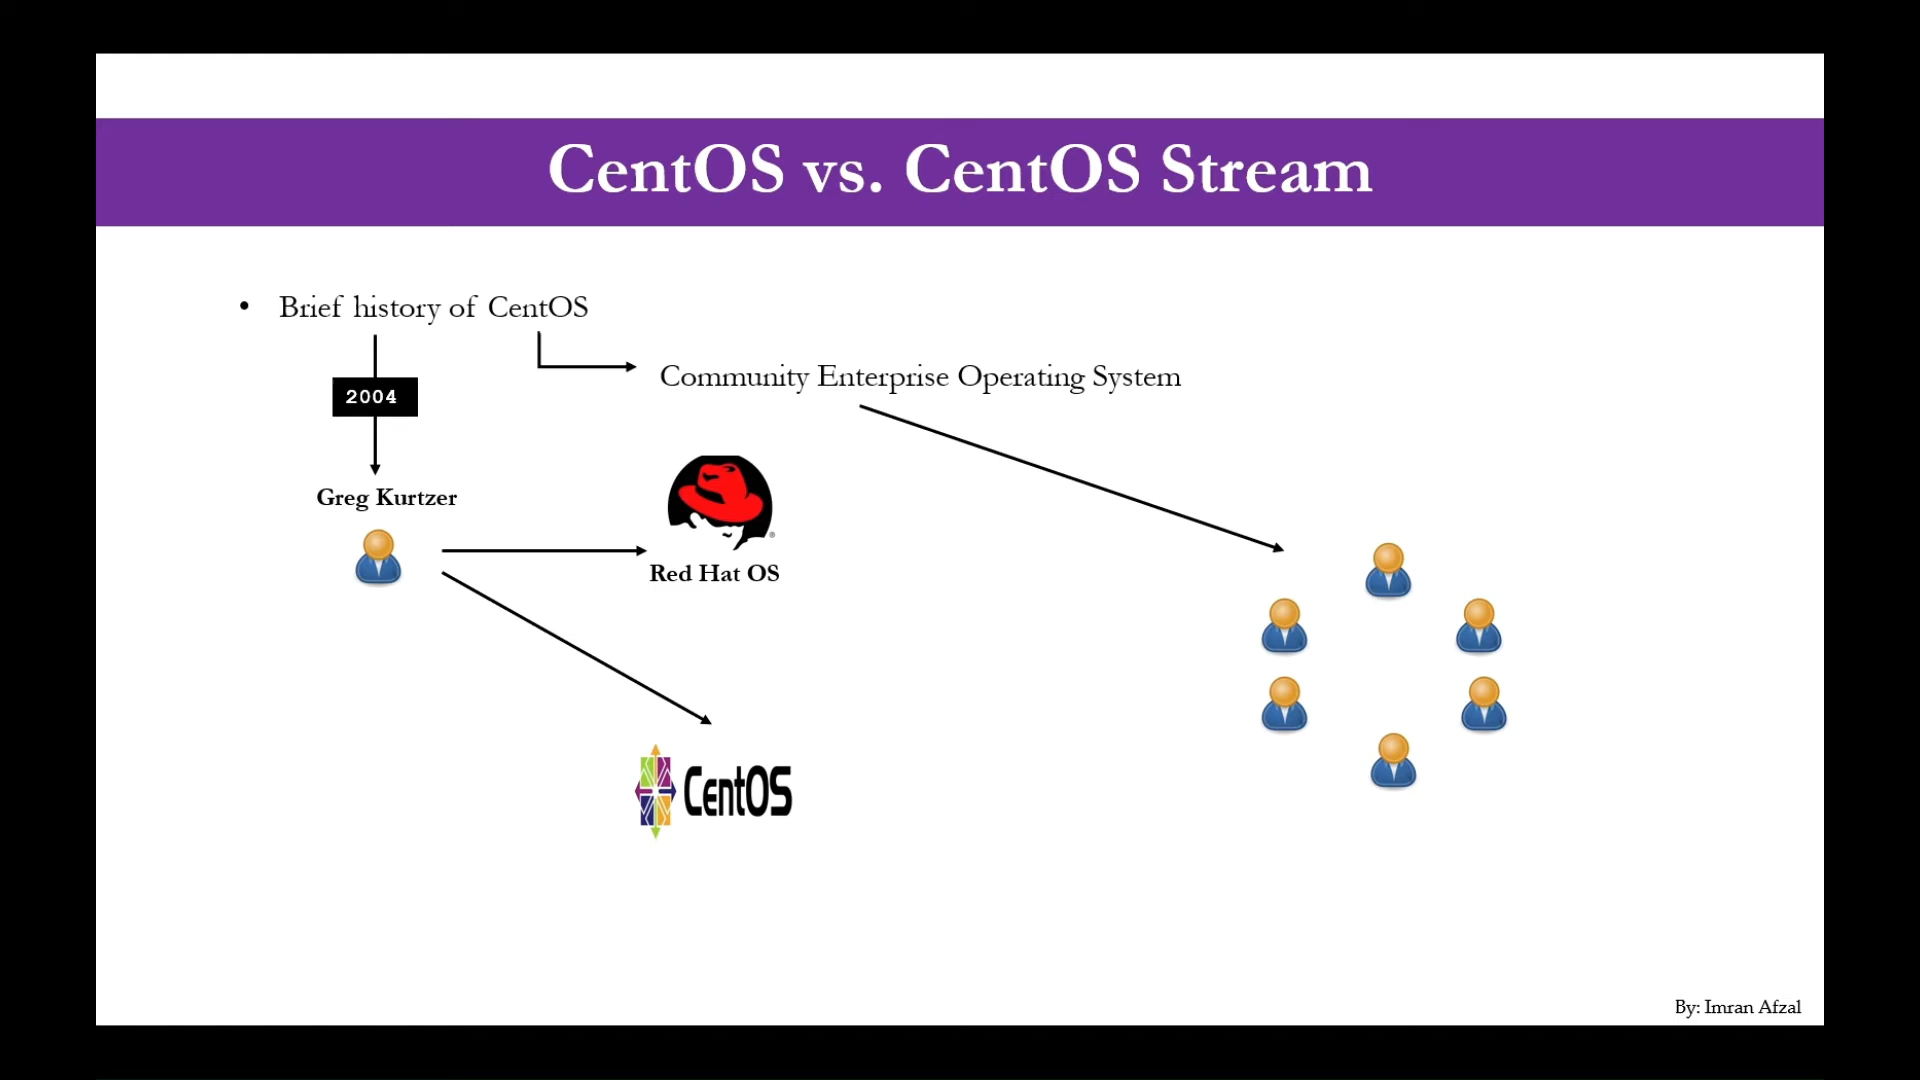 CentOS vs. CentOS Stream
• Brief history of CentOS
Community Enterprise Operating System
2004
Greg Kurtzer
Red Hat OS
CentOS
By: Imran Afzal